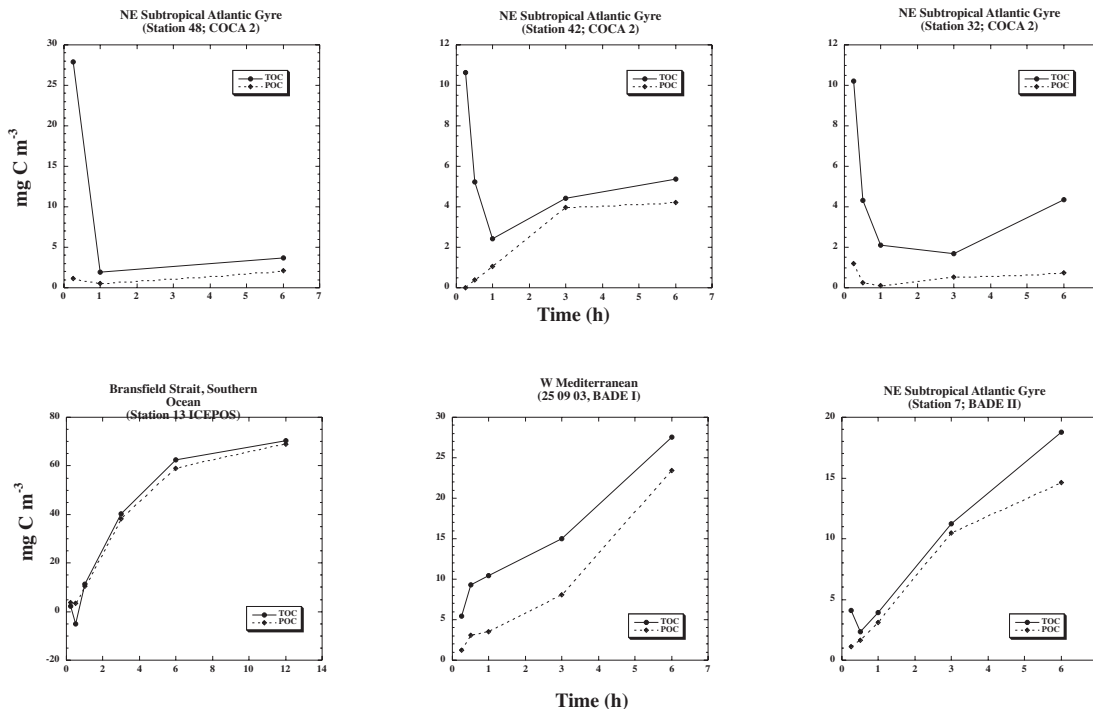 NE Subtropical Atlantic Gyre
(Station 48; COCA 2)
30
25
20
15
10
5
0
0 1 2 3 4 5 6 7
TOC
POC
mg C m-3
NE Subtropical Atlantic Gyre
(Station 42; COCA 2)
12
10
8
6
4
2
0
0 1 2 3 4 5 6 7
TOC
POC
Time (h)
NE Subtropical Atlantic Gyre
(Station 32; COCA 2)
12
10
8
6
4
2
0
0 1 2 3 4 5 6
TOC
POC
Bransfield Strait, Southern
Ocean
(Station 13 ICEPOS)
80
60
40
20
0
-20
0 2 4 6 8 10 12 14
TOC
POC
mg C m-3
W Mediterranean
(25 09 03, BADE I)
30
25
20
15
10
5
0
0 1 2 3 4 5 6 7
TOC
POC
Time (h)
NE Subtropical Atlantic Gyre
(Station 7; BADE II)
20
15
10
5
0
0 1 2 3 4 5 6
TOC
POC